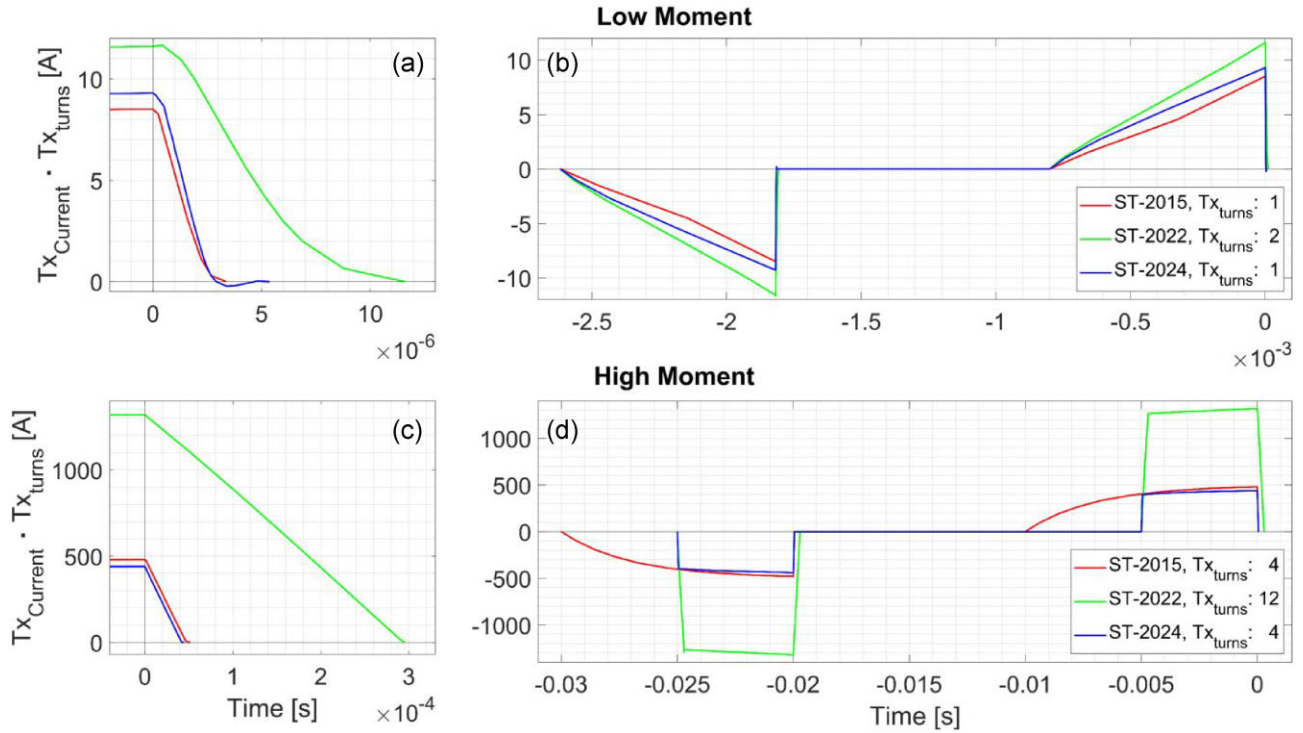 Low Moment
Tx_Current · Tx_turns [A]
(a)
10
5
0
0
5
10
×10^-6
(b)
10
5
0
-5
-10
-2.5
-2
-1.5
-1
-0.5
0
×10^-3
ST-2015, Tx_turns: 1
ST-2022, Tx_turns: 2
ST-2024, Tx_turns: 1
High Moment
Tx_Current · Tx_turns [A]
(c)
1000
500
0
0
1
2
3
Time [s]
×10^-4
(d)
1000
500
0
-500
-1000
-0.03
-0.025
-0.02
-0.015
-0.01
-0.005
0
Time [s]
ST-2015, Tx_turns: 4
ST-2022, Tx_turns: 12
ST-2024, Tx_turns: 4